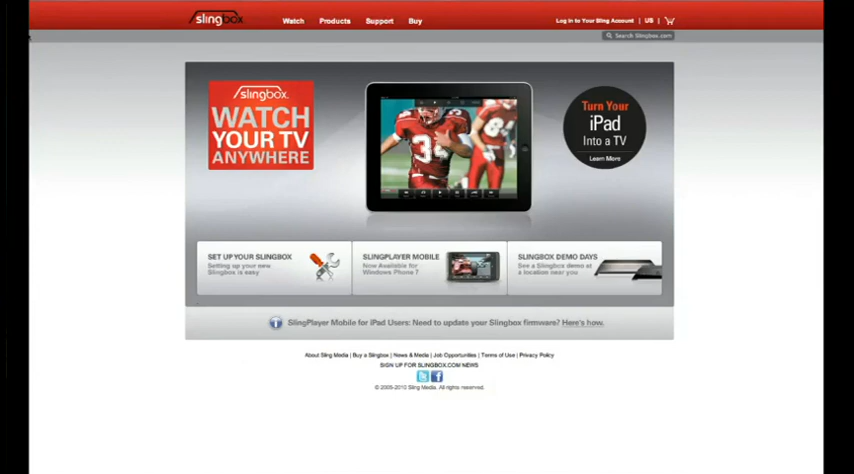 slingbox.
Watch Products Support Buy
Log In to Your Sling Account | US |
Search Slingbox.com
slingbox.
WATCH
YOUR TV
ANYWHERE
34
Turn Your
iPad
Into a TV
Learn More
SET UP YOUR SLINGBOX
Setting up your new
Slingbox is easy
SLINGPLAYER MOBILE
Now Available for
Windows Phone 7
SLINGBOX DEMO DAYS
See a Slingbox demo at
a location near you
SlingPlayer Mobile for iPad Users: Need to update your Slingbox firmware? Here's how.
About Sling Media | Buy a Slingbox | News & Media | Job Opportunities | Terms of Use | Privacy Policy
SIGN UP FOR SLINGBOX.COM NEWS
© 2005-2010 Sling Media. All rights reserved.